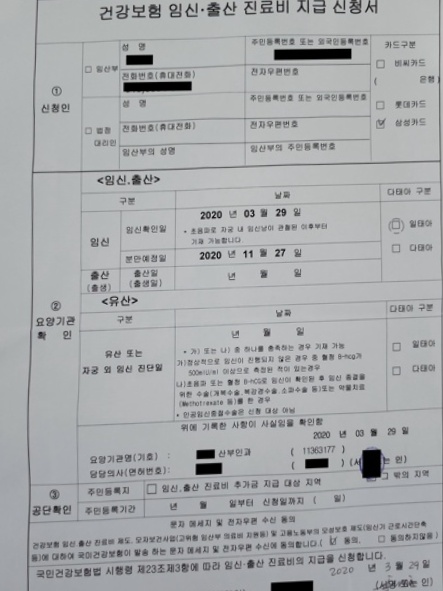 건강보험 임신·출산 진료비 지급 신청서
① 신청인
□ 임산부
성 명
주민등록번호 또는 외국인등록번호
카드구분
전화번호(휴대전화)
전자우편번호
□ 비씨카드
( 은행)
□ 법정대리인
성 명
주민등록번호 또는 외국인등록번호
□ 롯데카드
전화번호(휴대전화)
전자우편번호
☑ 삼성카드
임산부의 성명
임산부의 주민등록번호
② 요양기관 확 인
<임신.출산>
구분
날짜
다태아 구분
임신
임신확인일
2020 년 03 월 29 일
* 초음파로 자궁 내 임신낭이 관찰된 이후부터
기재 가능합니다
□ 일태아
분만예정일
2020 년 11 월 27 일
□ 다태아
출산 (출생)
출산일 (출생일)
년 월 일
<유산>
구분
날짜
다태아 구분
년 월 일
유산 또는
자궁 외 임신 진단일
* 가) 또는 나) 중 하나를 충족하는 경우 기재 가능
가)정상적으로 임신이 진행되지 않은 경우 중 혈청 B-hcg가
500mIU/ml 이상으로 측정된 적이 있는경우
나)초음파 또는 혈청 B-hCG로 임신이 확인된 후 임신 중결을
위한 수술(개복수술,복강경수술,소파수술 등)또는 약물치료
(Methotrexate 등)를 한 경우
* 인공임신중절수술은 신청 대상 아님
□ 일태아
□ 다태아
위에 기록한 사항이 사실임을 확인함
2020 년 03 월 29 일
요양기관명(기호) : 산부인과 ( 11363177 )
담당의사(면허번호): ( ) (서
③ 공단확인
주민등록지
□ 임신.출산 진료비 추가금 지급 대상 지역
□ 그 밖의 지역
주민등록기간
년 월 일부터 신청일까지 ( 일)
문자 메세지 및 전자우편 수신 동의
건강보험 임신·출산 진료비 제도, 모자보건사업(고위험 임산부 의료비 지원등) 및 고용노동부의 모성보호 제도(임신기 근로시간단축
등)에 대하여 국민건강보험이 발송 하는 문자 메세지 및 전자우편 수신에 동의합니다.( ☑ 동의, □ 동의하지않음 )
국민건강보험법 시행령 제23조제3항에 따라 임신·출산 진료비의 지급을 신청합니다.
2020 년 3 월 29 일
(서명 또는 인)